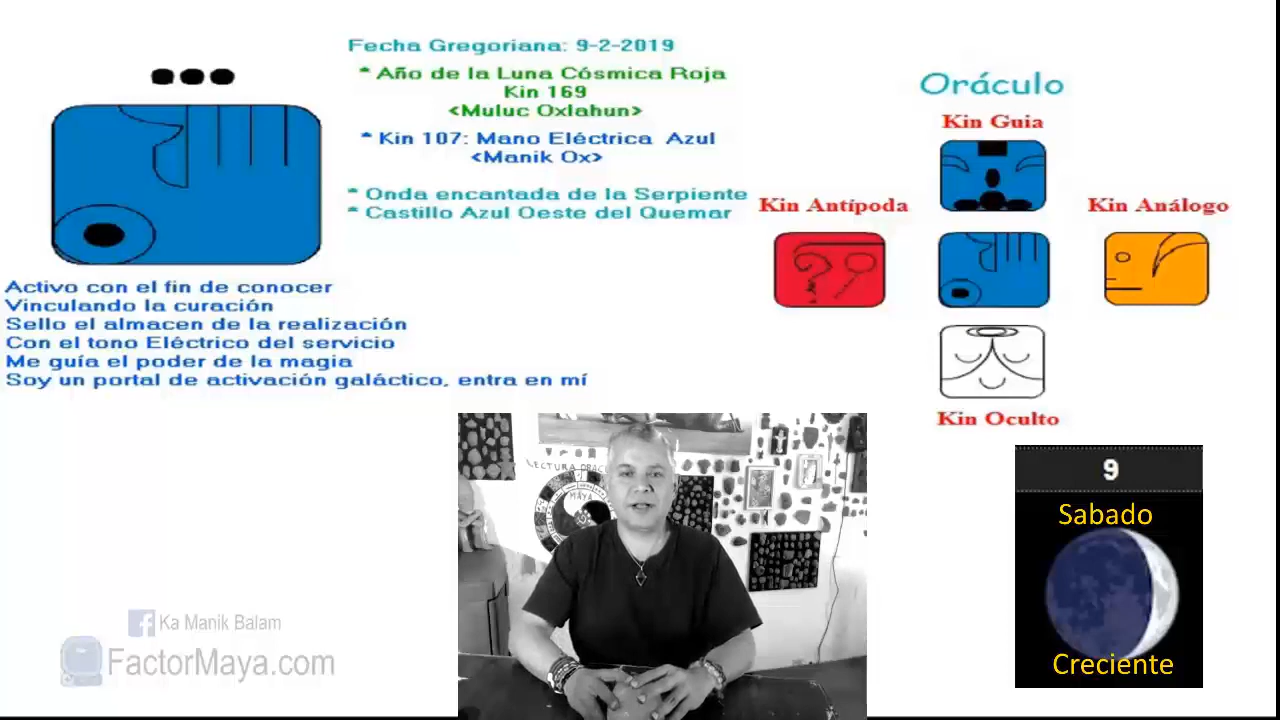 Fecha Gregoriana: 9-2-2019
* Año de la Luna Cósmica Roja
Kin 169
<Muluc Oxlahun>
* Kin 107: Mano Eléctrica Azul
<Manik Ox>
* Onda encantada de la Serpiente
* Castillo Azul Oeste del Quemar
Activo con el fin de conocer
Vinculando la curación
Sello el almacen de la realización
Con el tono Eléctrico del servicio
Me guía el poder de la magia
Soy un portal de activación galáctico, entra en mí
Oráculo
Kin Guia
Kin Antípoda
Kin Análogo
Kin Oculto
LECTURA ORAC
MAYA
9
Sabado
Creciente
Ka Manik Balam
FactorMaya.com